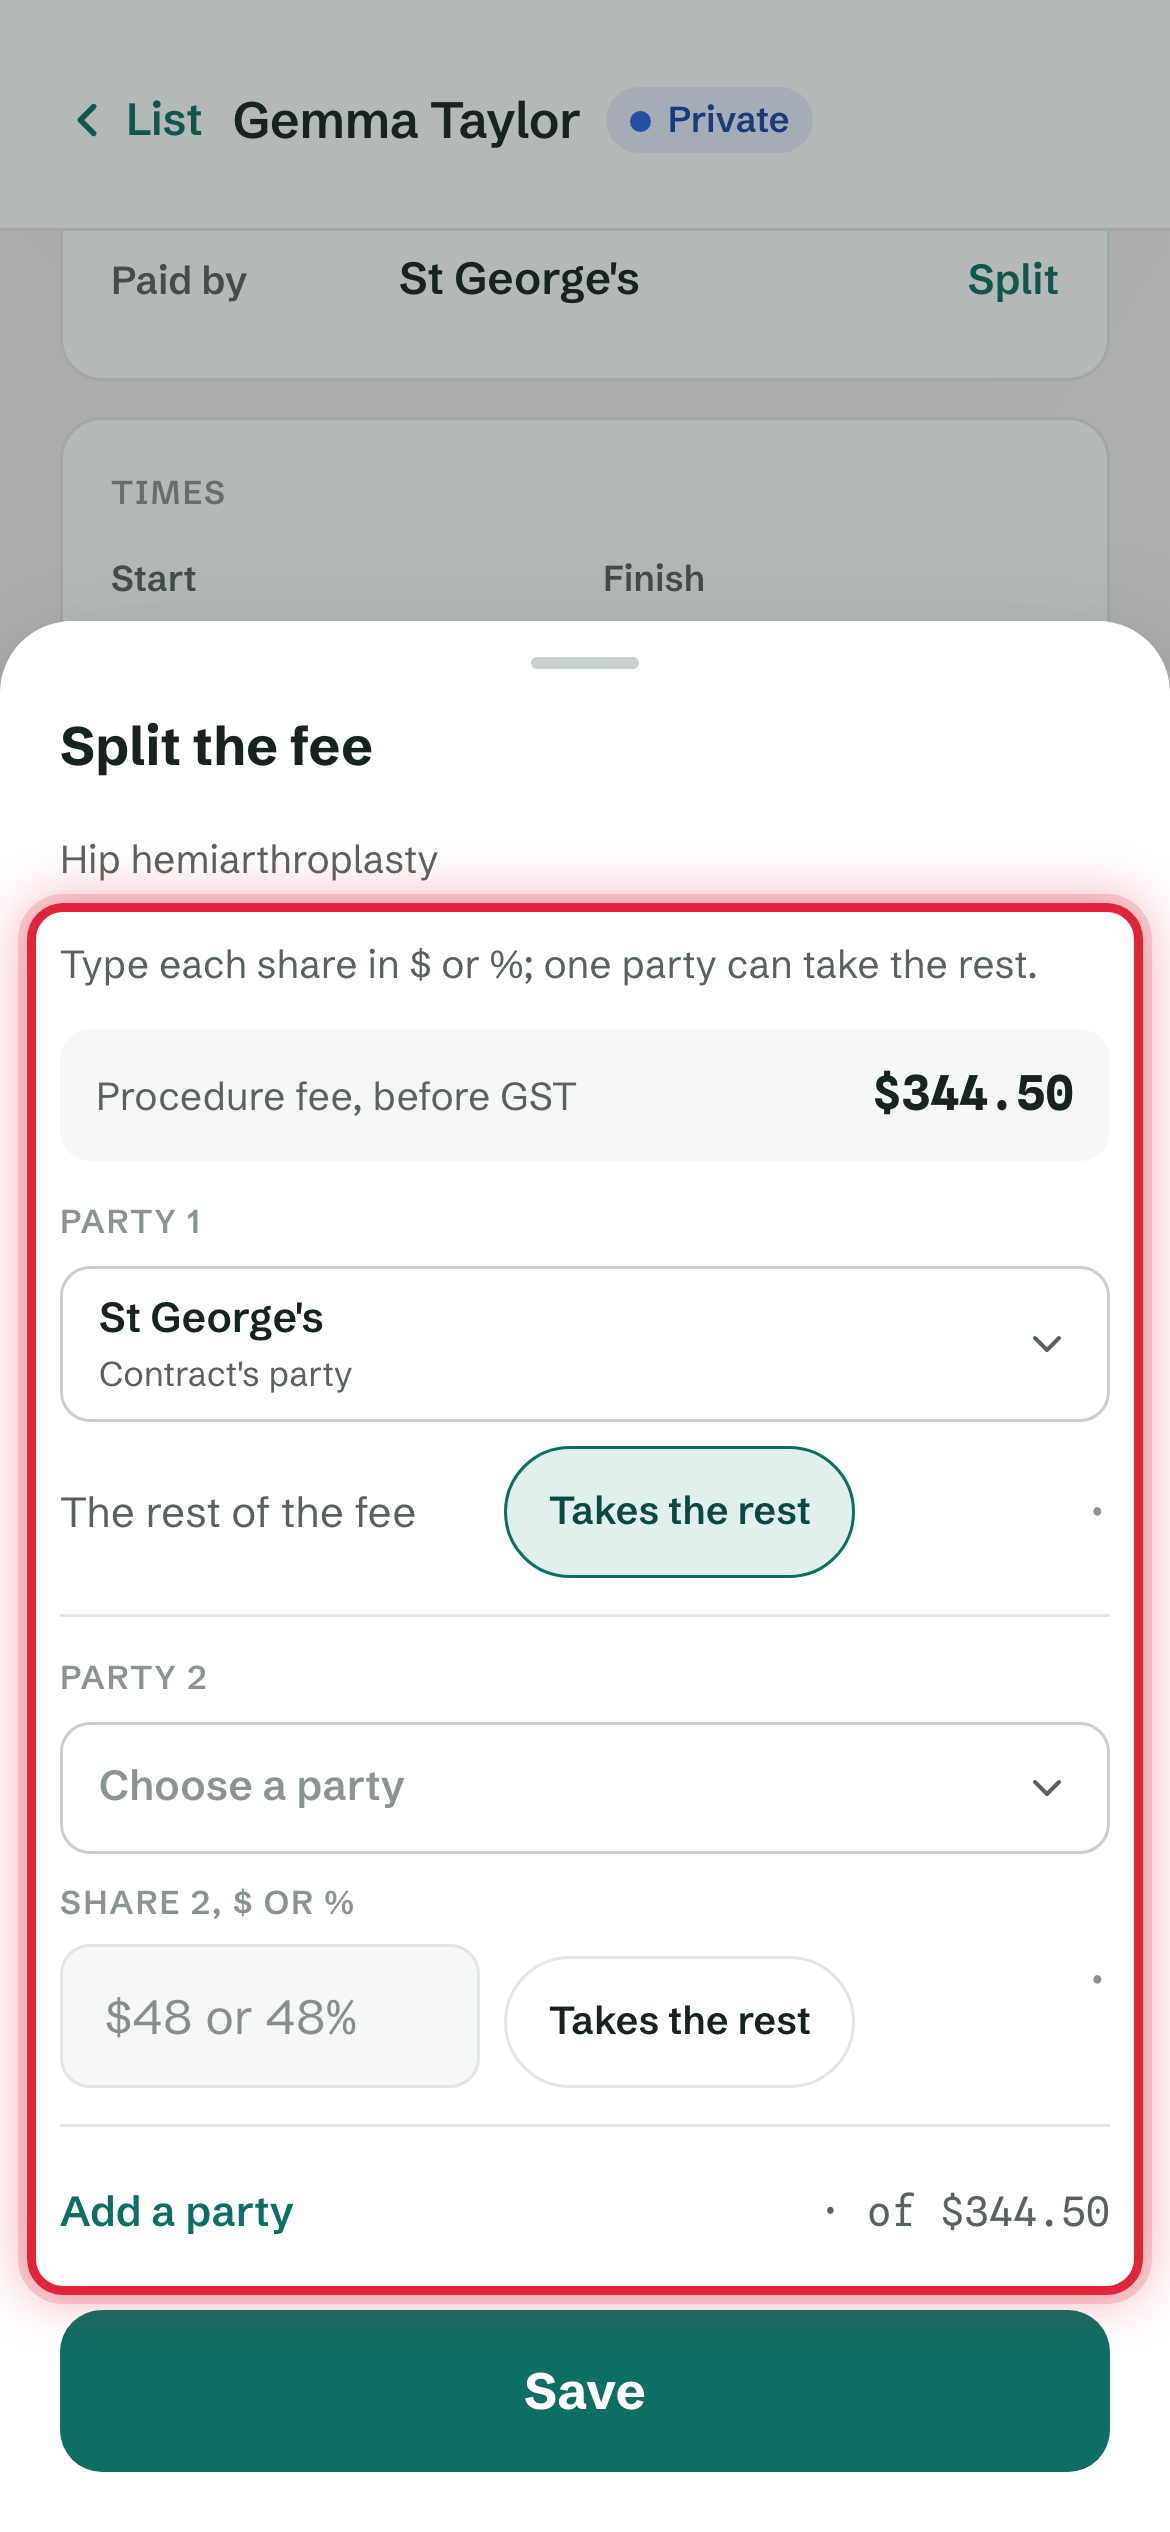 List Gemma Taylor Private
Paid by St George's Split
TIMES
Start Finish
Split the fee
Hip hemiarthroplasty
Type each share in $ or %; one party can take the rest.
Procedure fee, before GST $344.50
PARTY 1
St George's
Contract's party
The rest of the fee Takes the rest ·
PARTY 2
Choose a party
SHARE 2, $ OR %
$48 or 48% Takes the rest ·
Add a party · of $344.50
Save